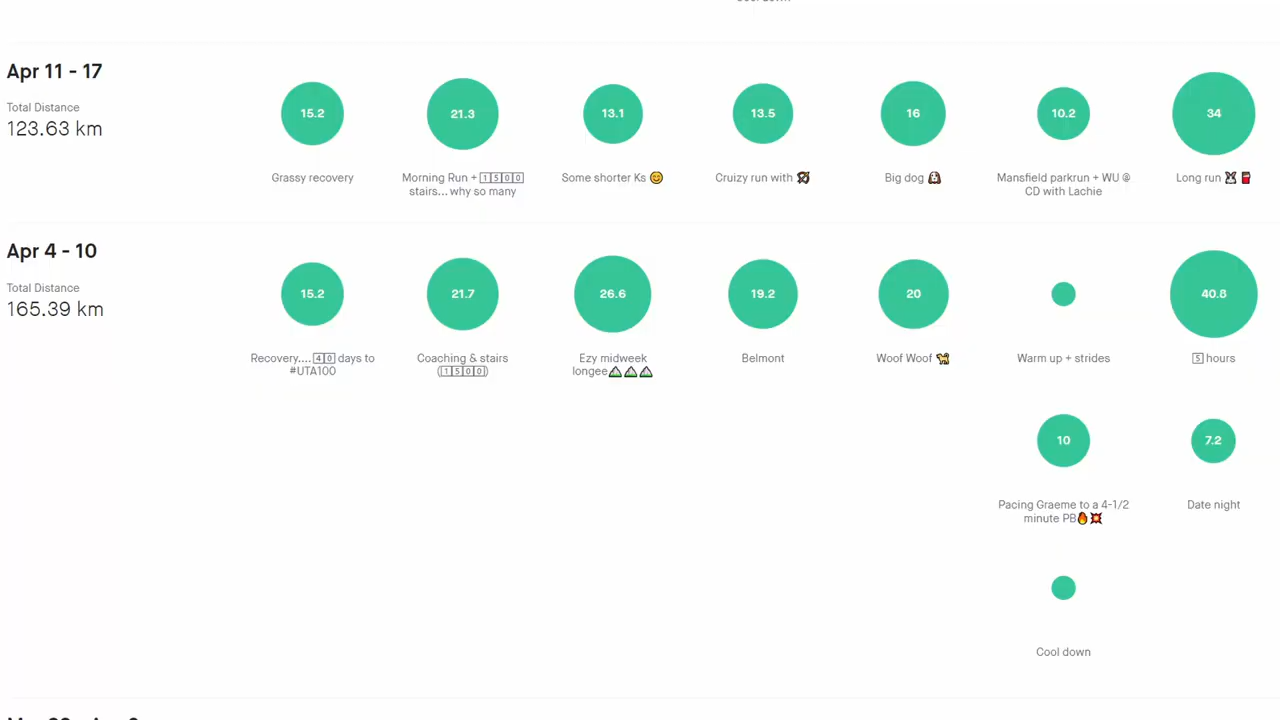 Apr 11 - 17
Total Distance
123.63 km
15.2
21.3
13.1
13.5
16
10.2
34
Grassy recovery
Morning Run + 1500
stairs... why so many
Some shorter Ks
Cruizy run with
Big dog
Mansfield parkrun + WU @
CD with Lachie
Long run
Apr 4 - 10
Total Distance
165.39 km
15.2
21.7
26.6
19.2
20
40.8
Recovery....40 days to
#UTA100
Coaching & stairs
(1500)
Ezy midweek
longee
Belmont
Woof Woof
Warm up + strides
5 hours
10
7.2
Pacing Graeme to a 4-1/2
minute PB
Date night
Cool down